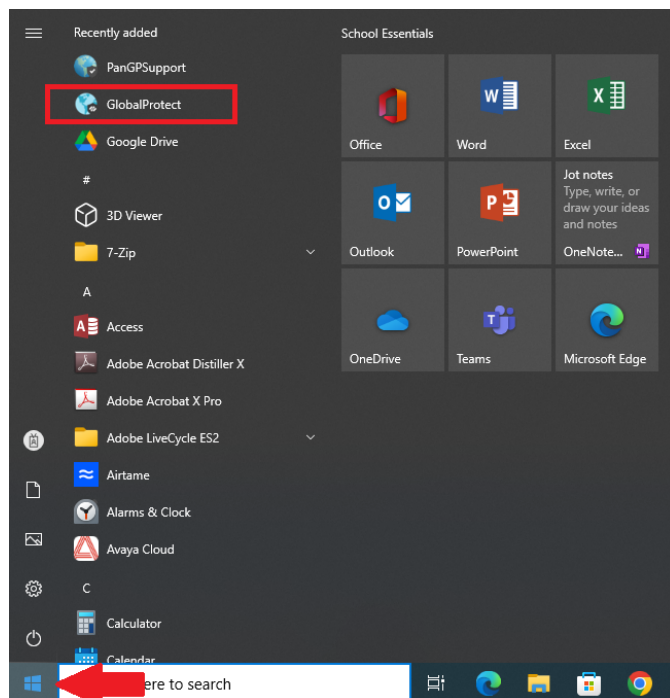 Recently added
PanGPSupport
GlobalProtect
Google Drive
#
3D Viewer
7-Zip
A
Access
Adobe Acrobat Distiller X
Adobe Acrobat X Pro
Adobe LiveCycle ES2
Airtame
Alarms & Clock
Avaya Cloud
C
Calculator
Calendar
School Essentials
Office
Word
Excel
Outlook
PowerPoint
Jot notes
Type, write, or
draw your ideas
and notes
OneNote...
OneDrive
Teams
Microsoft Edge
to search